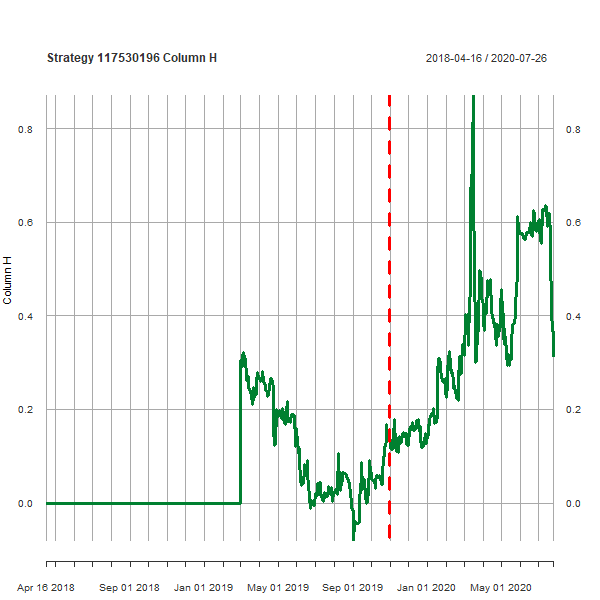 Strategy 117530196 Column H
2018-04-16 / 2020-07-26
0.8
0.8
0.6
0.6
Column H
0.4
0.4
0.2
0.2
0.0
0.0
Apr 16 2018
Sep 01 2018
Jan 01 2019
May 01 2019
Sep 01 2019
Jan 01 2020
May 01 2020